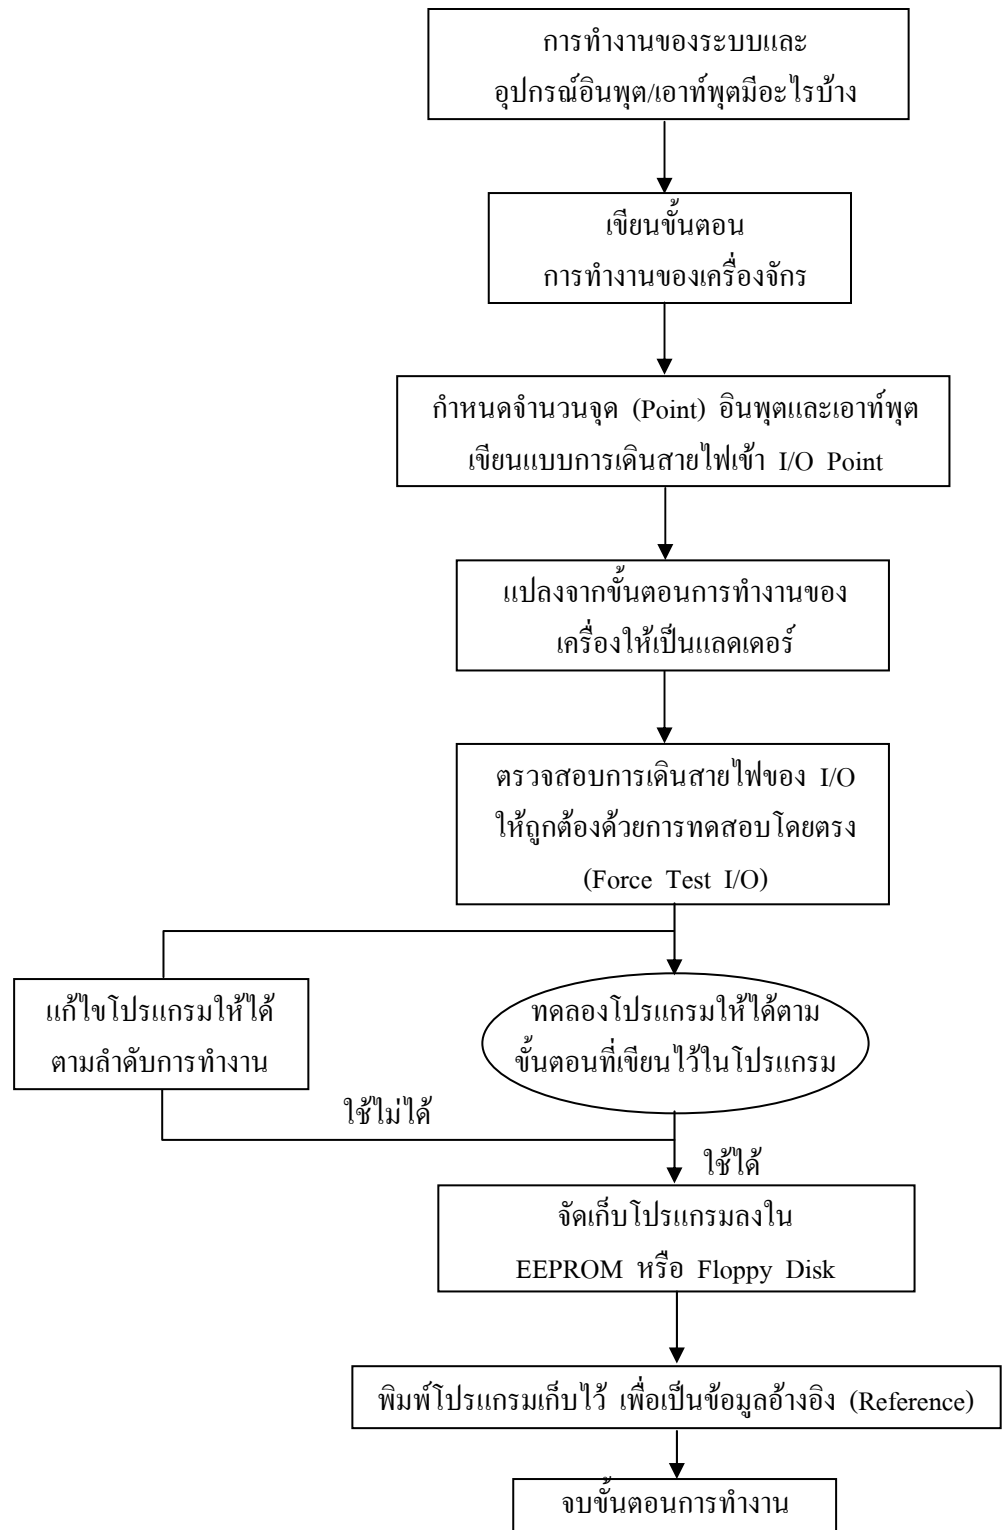 การทำงานของระบบและ
อุปกรณ์อินพุต/เอาท์พุตมีอะไรบ้าง
เขียนขั้นตอน
การทำงานของเครื่องจักร
กำหนดจำนวนจุด (Point) อินพุตและเอาท์พุต
เขียนแบบการเดินสายไฟเข้า I/O Point
แปลงจากขั้นตอนการทำงานของ
เครื่องให้เป็นแลดเดอร์
ตรวจสอบการเดินสายไฟของ I/O
ให้ถูกต้องด้วยการทดสอบโดยตรง
(Force Test I/O)
แก้ไขโปรแกรมให้ได้
ตามลำดับการทำงาน
ทดลองโปรแกรมให้ได้ตาม
ขั้นตอนที่เขียนไว้ในโปรแกรม
ใช้ไม่ได้
ใช้ได้
จัดเก็บโปรแกรมลงใน
EEPROM หรือ Floppy Disk
พิมพ์โปรแกรมเก็บไว้ เพื่อเป็นข้อมูลอ้างอิง (Reference)
จบขั้นตอนการทำงาน